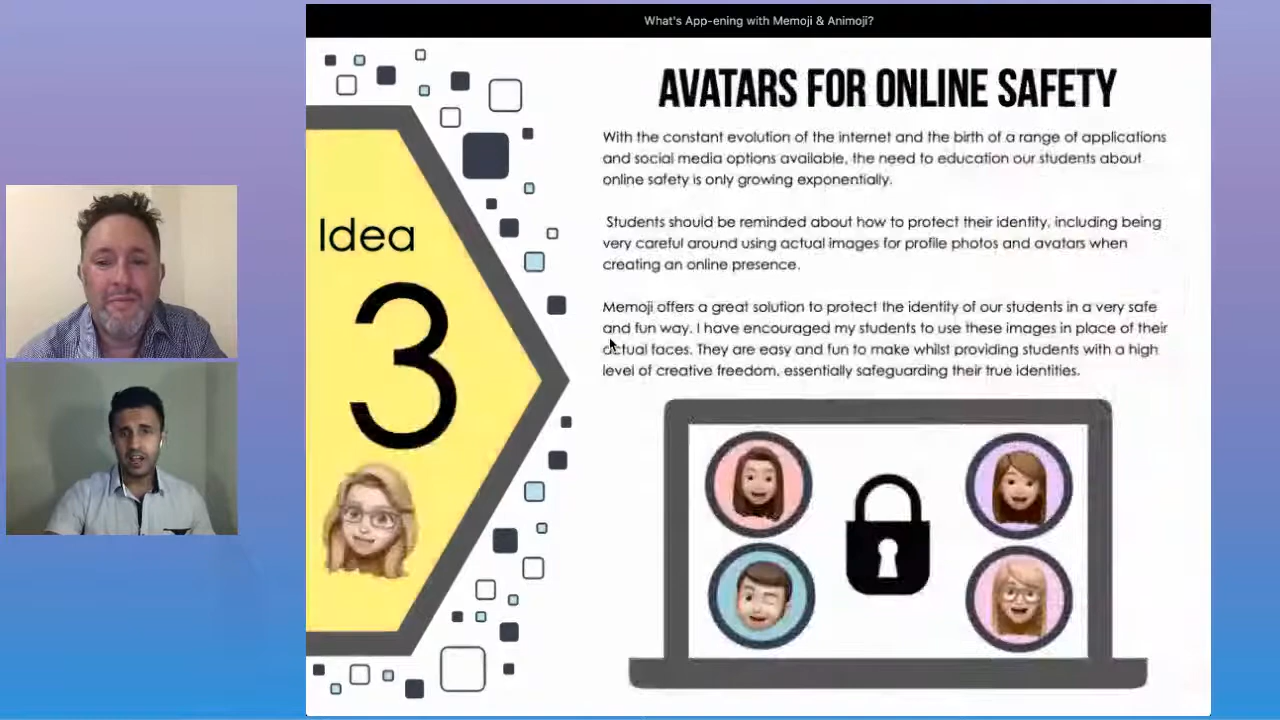 What's App-ening with Memoji & Animoji?
AVATARS FOR ONLINE SAFETY
With the constant evolution of the internet and the birth of a range of applications
and social media options available, the need to education our students about
online safety is only growing exponentially.
Students should be reminded about how to protect their identity, including being
very careful around using actual images for profile photos and avatars when
creating an online presence.
Memoji offers a great solution to protect the identity of our students in a very safe
and fun way. I have encouraged my students to use these images in place of their
actual faces. They are easy and fun to make whilst providing students with a high
level of creative freedom, essentially safeguarding their true identities.
Idea
3